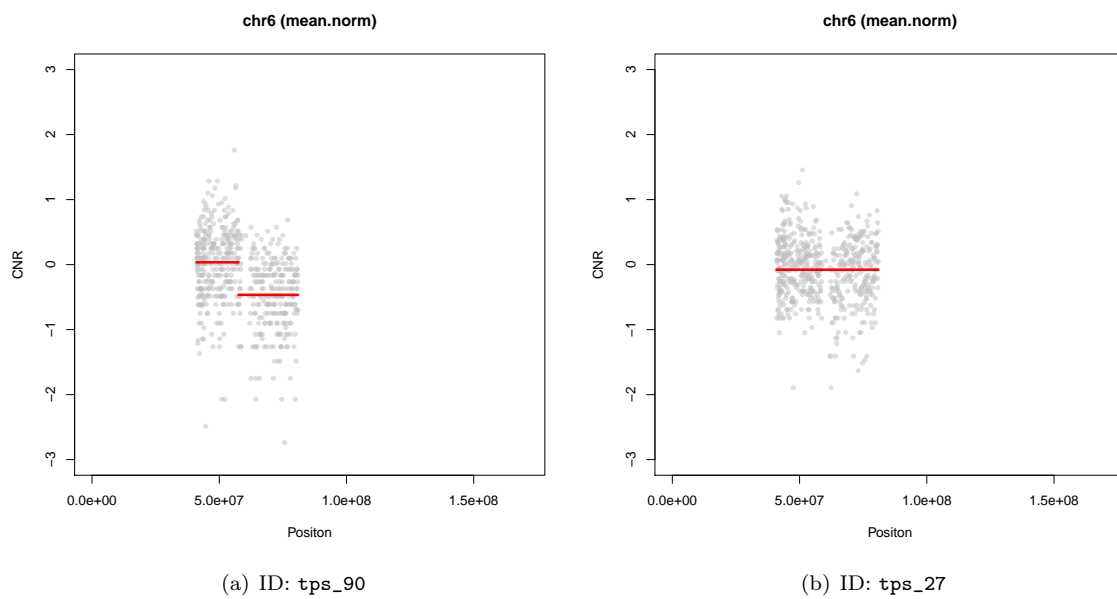 chr6 (mean.norm)
CNR
3
2
1
0
−1
−2
−3
0.0e+00 5.0e+07 1.0e+08 1.5e+08
Positon
(a) ID: tps_90
chr6 (mean.norm)
CNR
3
2
1
0
−1
−2
−3
0.0e+00 5.0e+07 1.0e+08 1.5e+08
Positon
(b) ID: tps_27